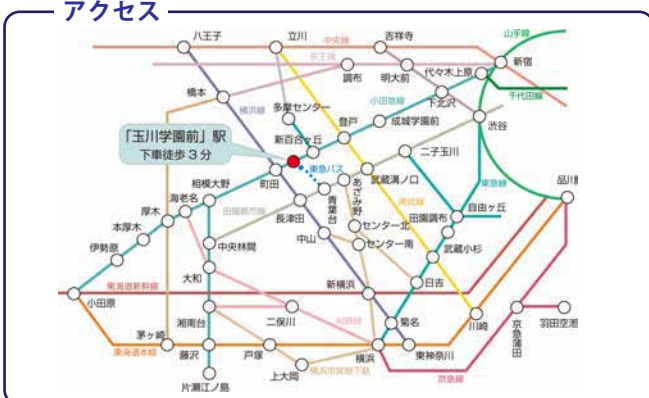 アクセス
八王子
立川
吉祥寺
中央線
山手線
京王線
新宿
調布
明大前
代々木上原
橋本
横浜線
多摩センター
小田急線
下北沢
千代田線
登戸
成城学園前
渋谷
「玉川学園前」駅
下車徒歩3分
新百合ヶ丘
二子玉川
東急バス
武蔵溝ノ口
東急線
品川
町田
相模大野
海老名
青葉台
あざみ野
南武線
自由ヶ丘
田園調布
厚木
田園都市線
長津田
本厚木
中央林間
中山
センター北
センター南
武蔵小杉
伊勢原
大和
新横浜
日吉
東海道新幹線
小田原
湘南台
二俣川
相鉄線
菊名
川崎
京急蒲田
羽田空港
茅ヶ崎
東海道本線
藤沢
戸塚
横浜
東神奈川
上大岡
横浜市営地下鉄
京急線
片瀬江ノ島